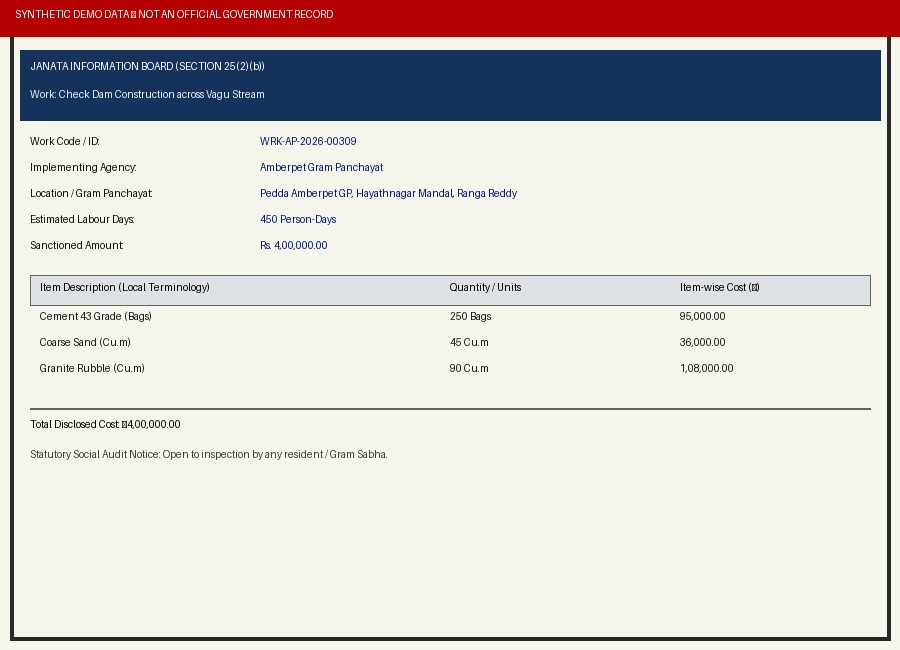 SYNTHETIC DEMO DATA▯ NOT AN OFFICIAL GOVERNMENT RECORD
JANATA INFORMATION BOARD (SECTION 25(2)(b))
Work: Check Dam Construction across Vagu Stream
Work Code / ID: WRK-AP-2026-00309
Implementing Agency: Amberpet Gram Panchayat
Location / Gram Panchayat: Pedda Amberpet GP, Hayathnagar Mandal, Ranga Reddy
Estimated Labour Days: 450 Person-Days
Sanctioned Amount: Rs. 4,00,000.00
Item Description (Local Terminology) Quantity / Units Item-wise Cost (▯)
Cement 43 Grade (Bags) 250 Bags 95,000.00
Coarse Sand (Cu.m) 45 Cu.m 36,000.00
Granite Rubble (Cu.m) 90 Cu.m 1,08,000.00
Total Disclosed Cost: ▯4,00,000.00
Statutory Social Audit Notice: Open to inspection by any resident / Gram Sabha.